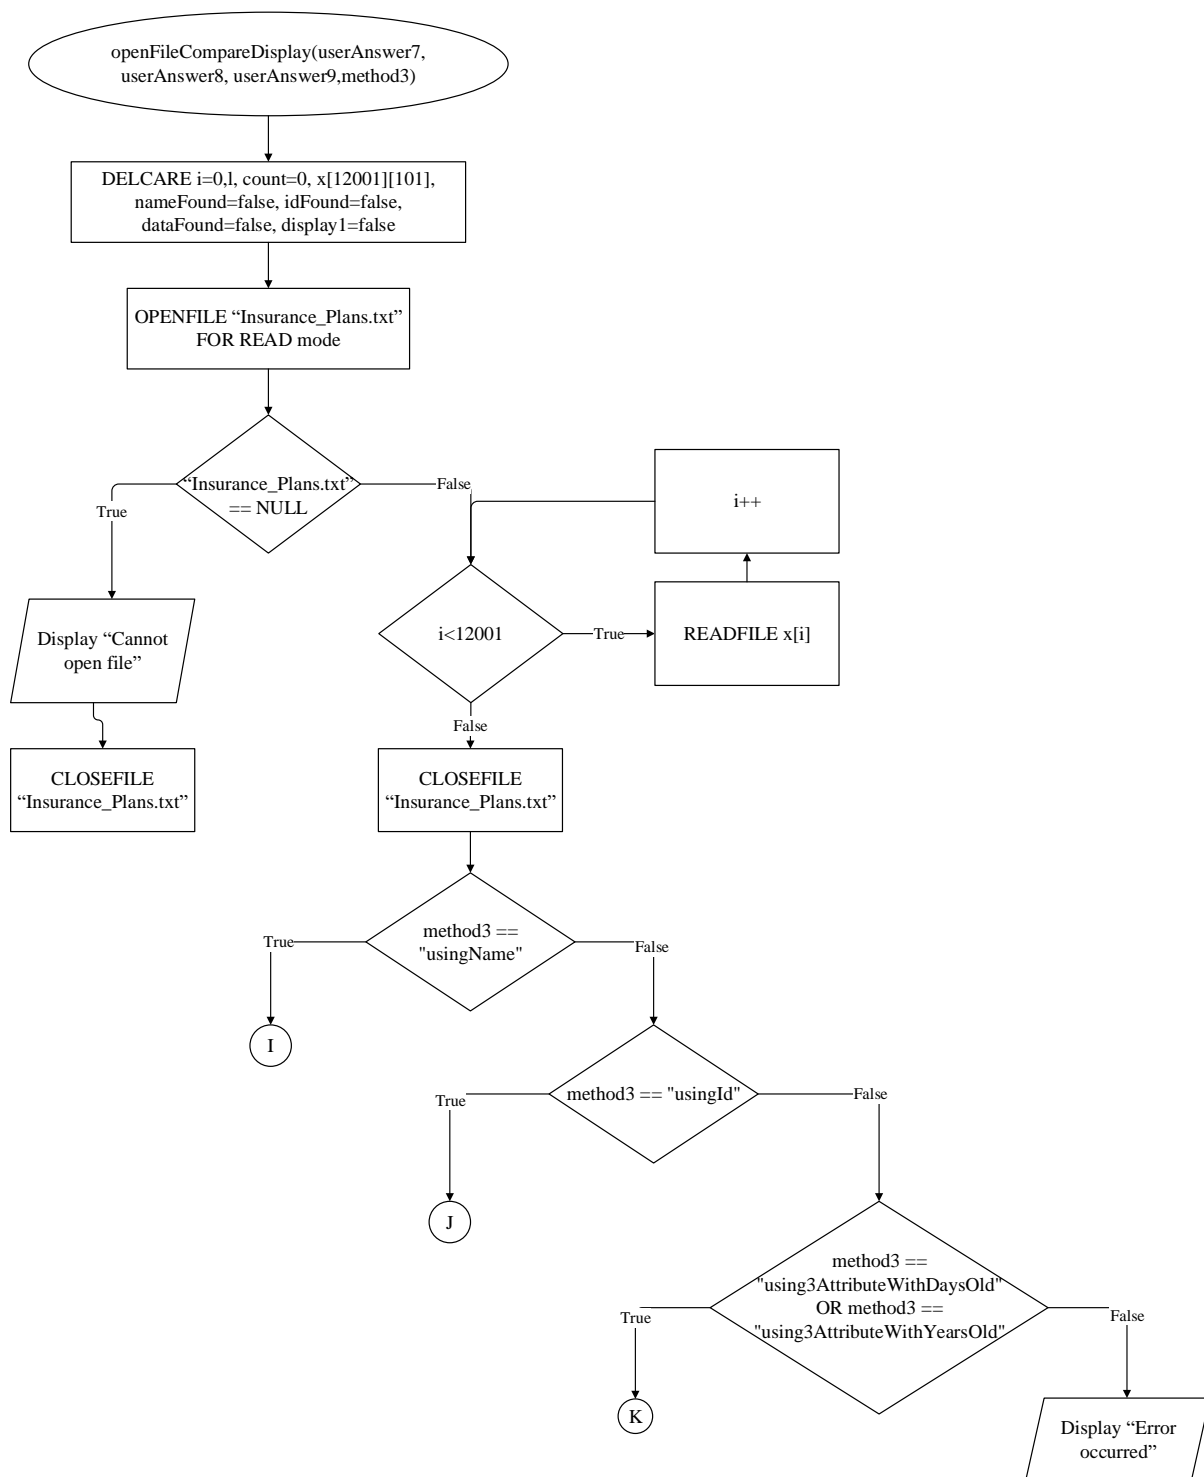 openFileCompareDisplay(userAnswer7,
userAnswer8, userAnswer9,method3)
DELCARE i=0,l, count=0, x[12001][101],
nameFound=false, idFound=false,
dataFound=false, display1=false
OPENFILE “Insurance_Plans.txt”
FOR READ mode
“Insurance_Plans.txt”
== NULL
True
False
i++
Display “Cannot
open file”
i<12001
True
READFILE x[i]
False
CLOSEFILE
“Insurance_Plans.txt”
CLOSEFILE
“Insurance_Plans.txt”
method3 ==
"usingName"
True
False
I
method3 == "usingId"
True
False
J
method3 ==
"using3AttributeWithDaysOld"
OR method3 ==
"using3AttributeWithYearsOld"
True
False
K
Display “Error
occurred”